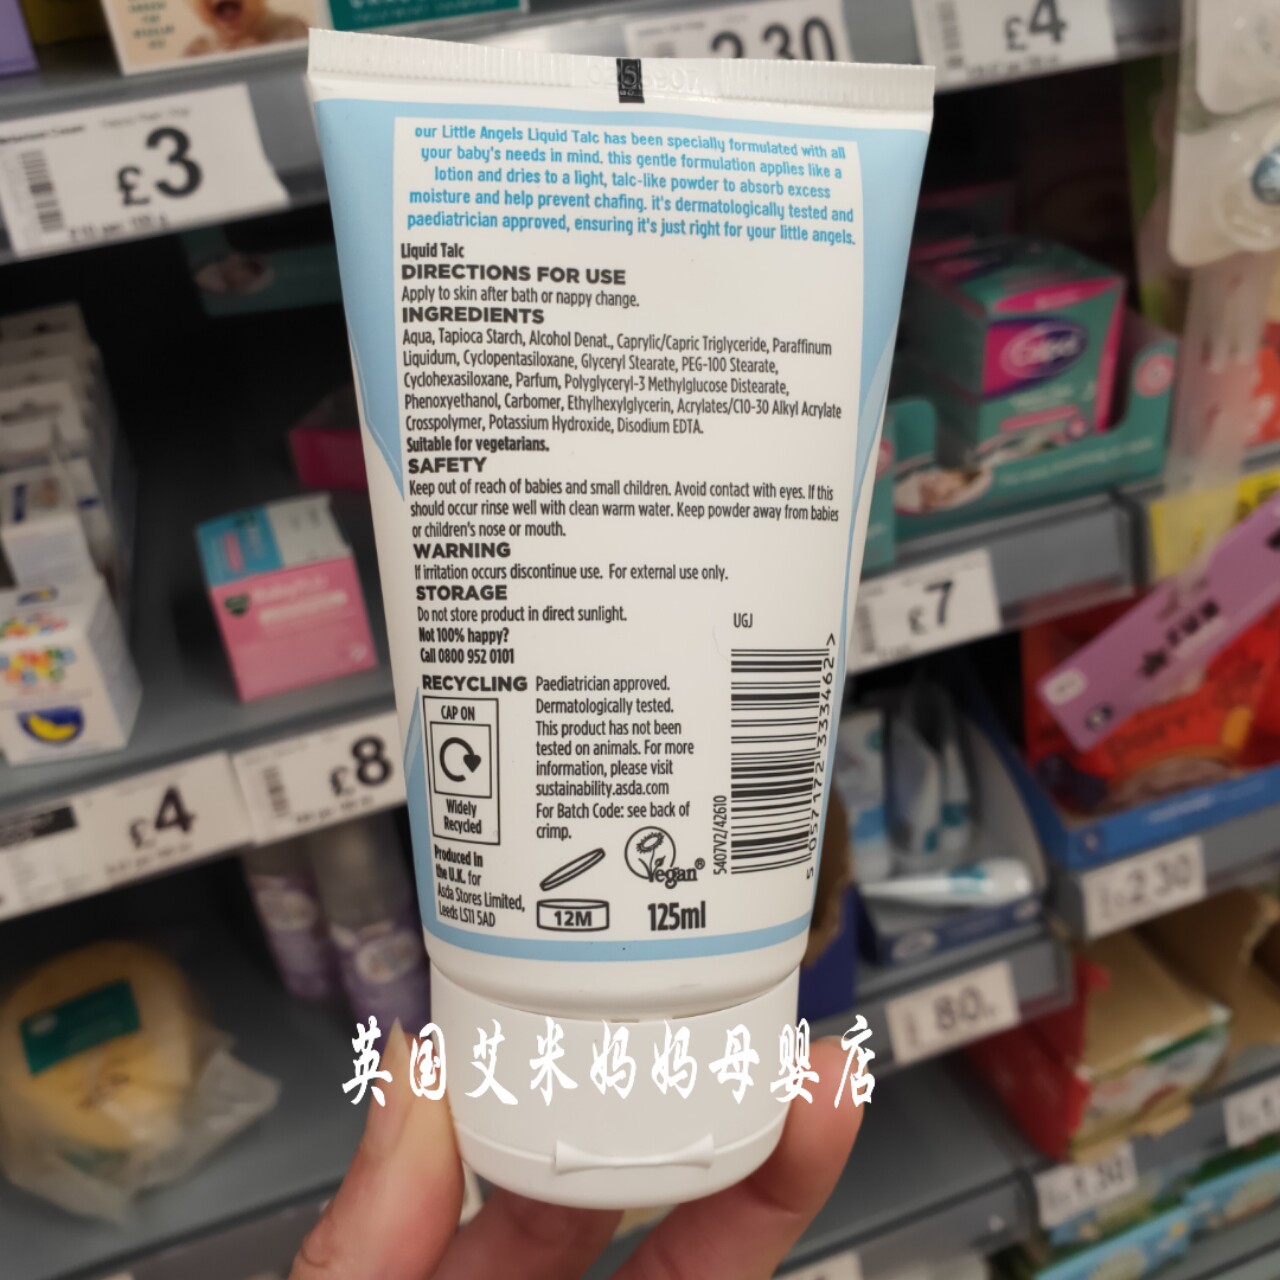 £3
2.30
£4
our Little Angels Liquid Talc has been specially formulated with all
your baby's needs in mind. this gentle formulation applies like a
lotion and dries to a light, talc-like powder to absorb excess
moisture and help prevent chafing. it's dermatologically tested and
paediatrician approved, ensuring it's just right for your little angels.
Liquid Talc
DIRECTIONS FOR USE
Apply to skin after bath or nappy change.
INGREDIENTS
Aqua, Tapioca Starch, Alcohol Denat., Caprylic/Capric Triglyceride, Paraffinum
Liquidum, Cyclopentasiloxane, Glyceryl Stearate, PEG-100 Stearate,
Cyclohexasiloxane, Parfum, Polyglyceryl-3 Methylglucose Distearate,
Phenoxyethanol, Carbomer, Ethylhexylglycerin, Acrylates/C10-30 Alkyl Acrylate
Crosspolymer, Potassium Hydroxide, Disodium EDTA.
Suitable for vegetarians.
SAFETY
Keep out of reach of babies and small children. Avoid contact with eyes. If this
should occur rinse well with clean warm water. Keep powder away from babies
or children's nose or mouth.
WARNING
If irritation occurs discontinue use. For external use only.
STORAGE
Do not store product in direct sunlight.
Not 100% happy?
Call 0800 952 0101
UGJ
RECYCLING
CAP ON
Widely
Recycled
Paediatrician approved.
Dermatologically tested.
This product has not been
tested on animals. For more
information, please visit
sustainability.asda.com
For Batch Code: see back of
crimp.
Produced in
the U.K. for
Asda Stores Limited,
Leeds LS11 5AD
12M
Vegan®
125ml
5407V2/42610
5 057172 333462 >
£7
£4
£8
£2.30
80
英国艾米妈妈母婴店